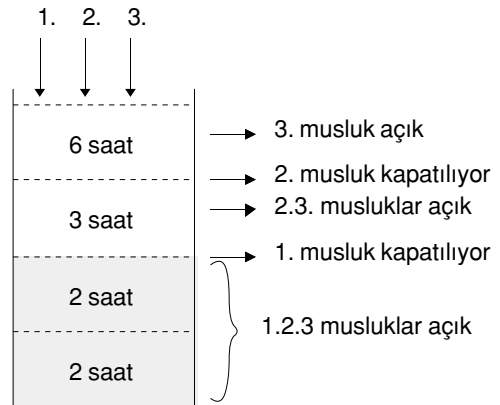 1. 2. 3.
6 saat
3. musluk açık
2. musluk kapatılıyor
3 saat
2.3. musluklar açık
1. musluk kapatılıyor
2 saat
1.2.3 musluklar açık
2 saat